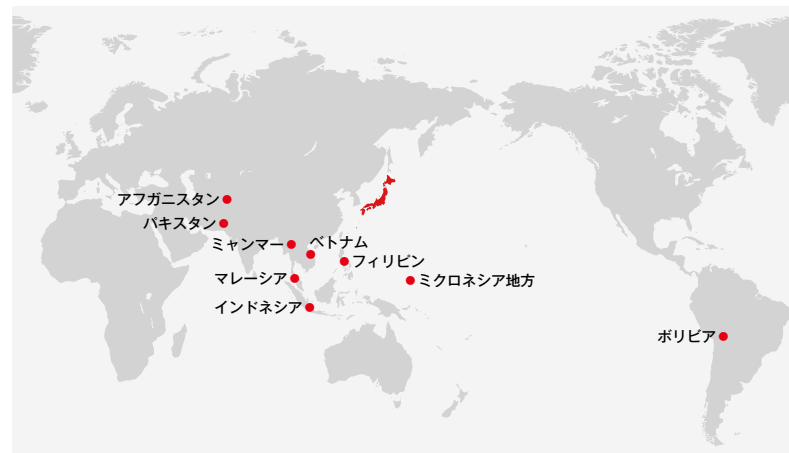 アフガニスタン
パキスタン
ミャンマー
ベトナム
フィリピン
マレーシア
ミクロネシア地方
インドネシア
ボリビア